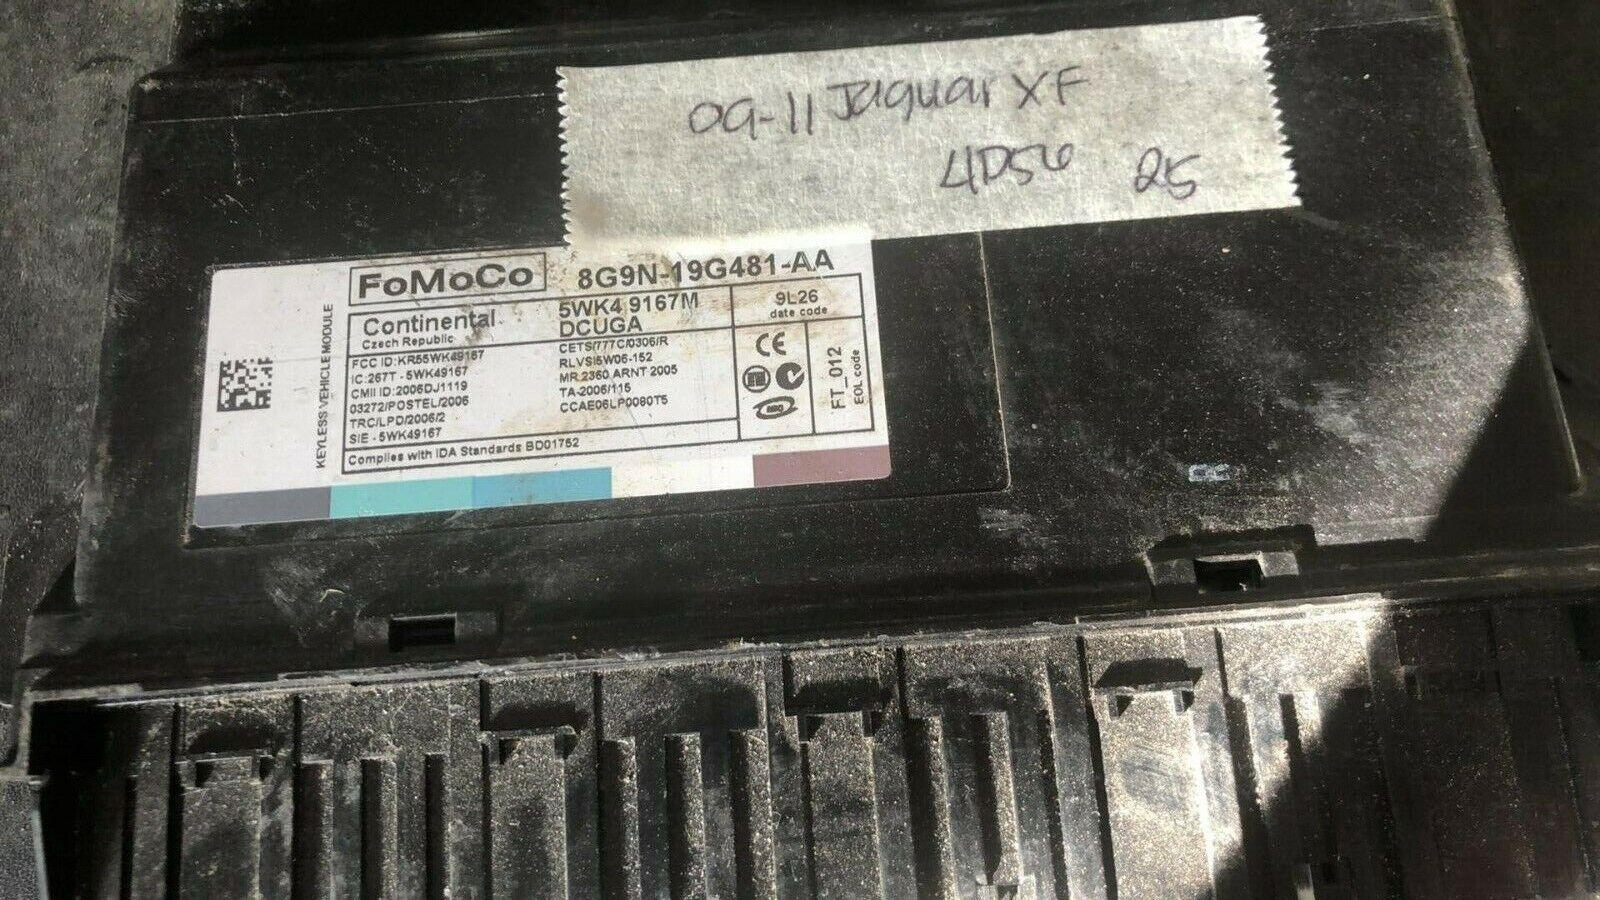 09-11 Jaguar XF
4D56 25
FoMoCo 8G9N-19G481-AA
KEYLESS VEHICLE MODULE
Continental
Czech Republic
5WK4 9167M
DCUGA
9L26
date code
FCC ID:KR55WK49167
IC:267T - 5WK49167
CMII ID:2006DJ1119
03272/POSTEL/2006
TRC/LPD/2006/2
SIE - 5WK49167
CETS/777C/0306/R
RLVSI5W06-152
MR 2360 ARNT 2005
TA-2006/115
CCAE06LP0080T5
CE
FT_012
EOL code
Complies with IDA Standards BD01752